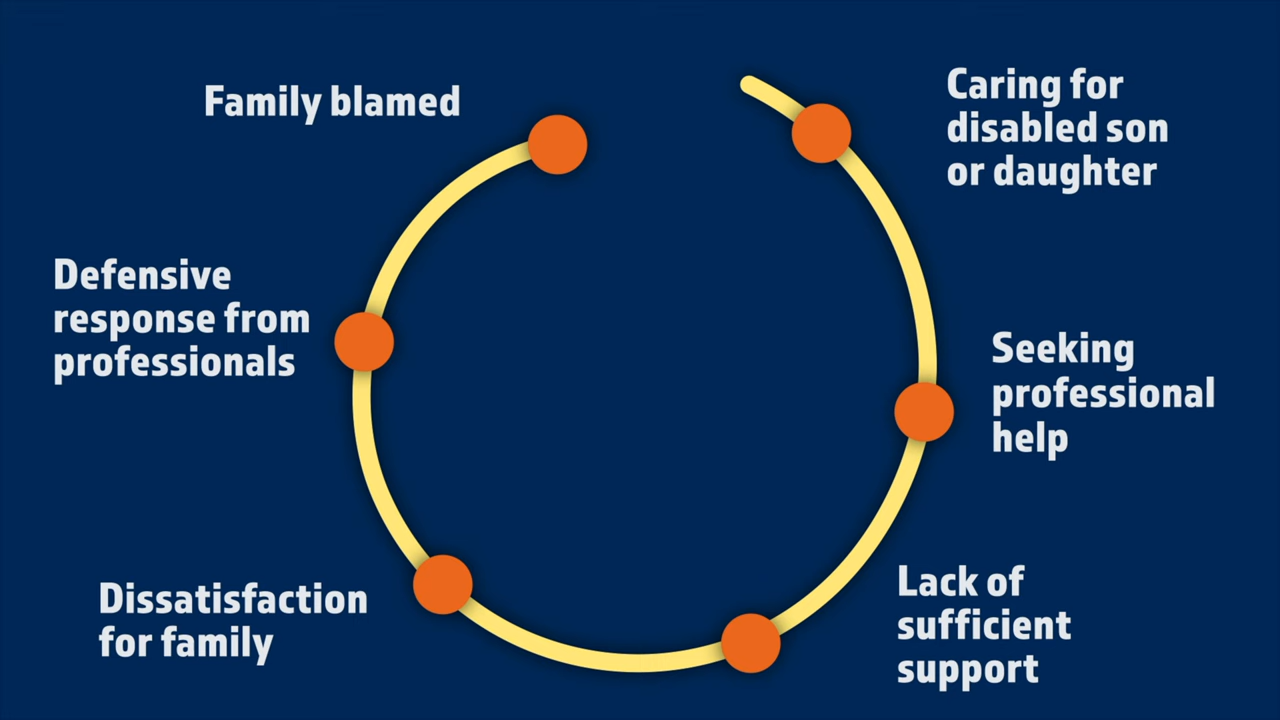 Family blamed
Caring for
disabled son
or daughter
Defensive
response from
professionals
Seeking
professional
help
Dissatisfaction
for family
Lack of
sufficient
support